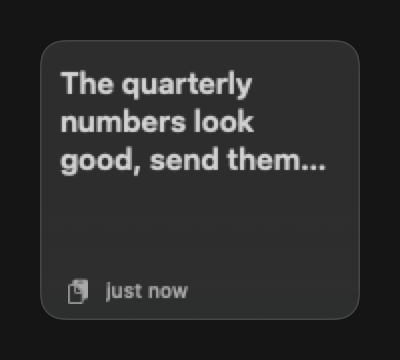 The quarterly
numbers look
good, send them...
just now